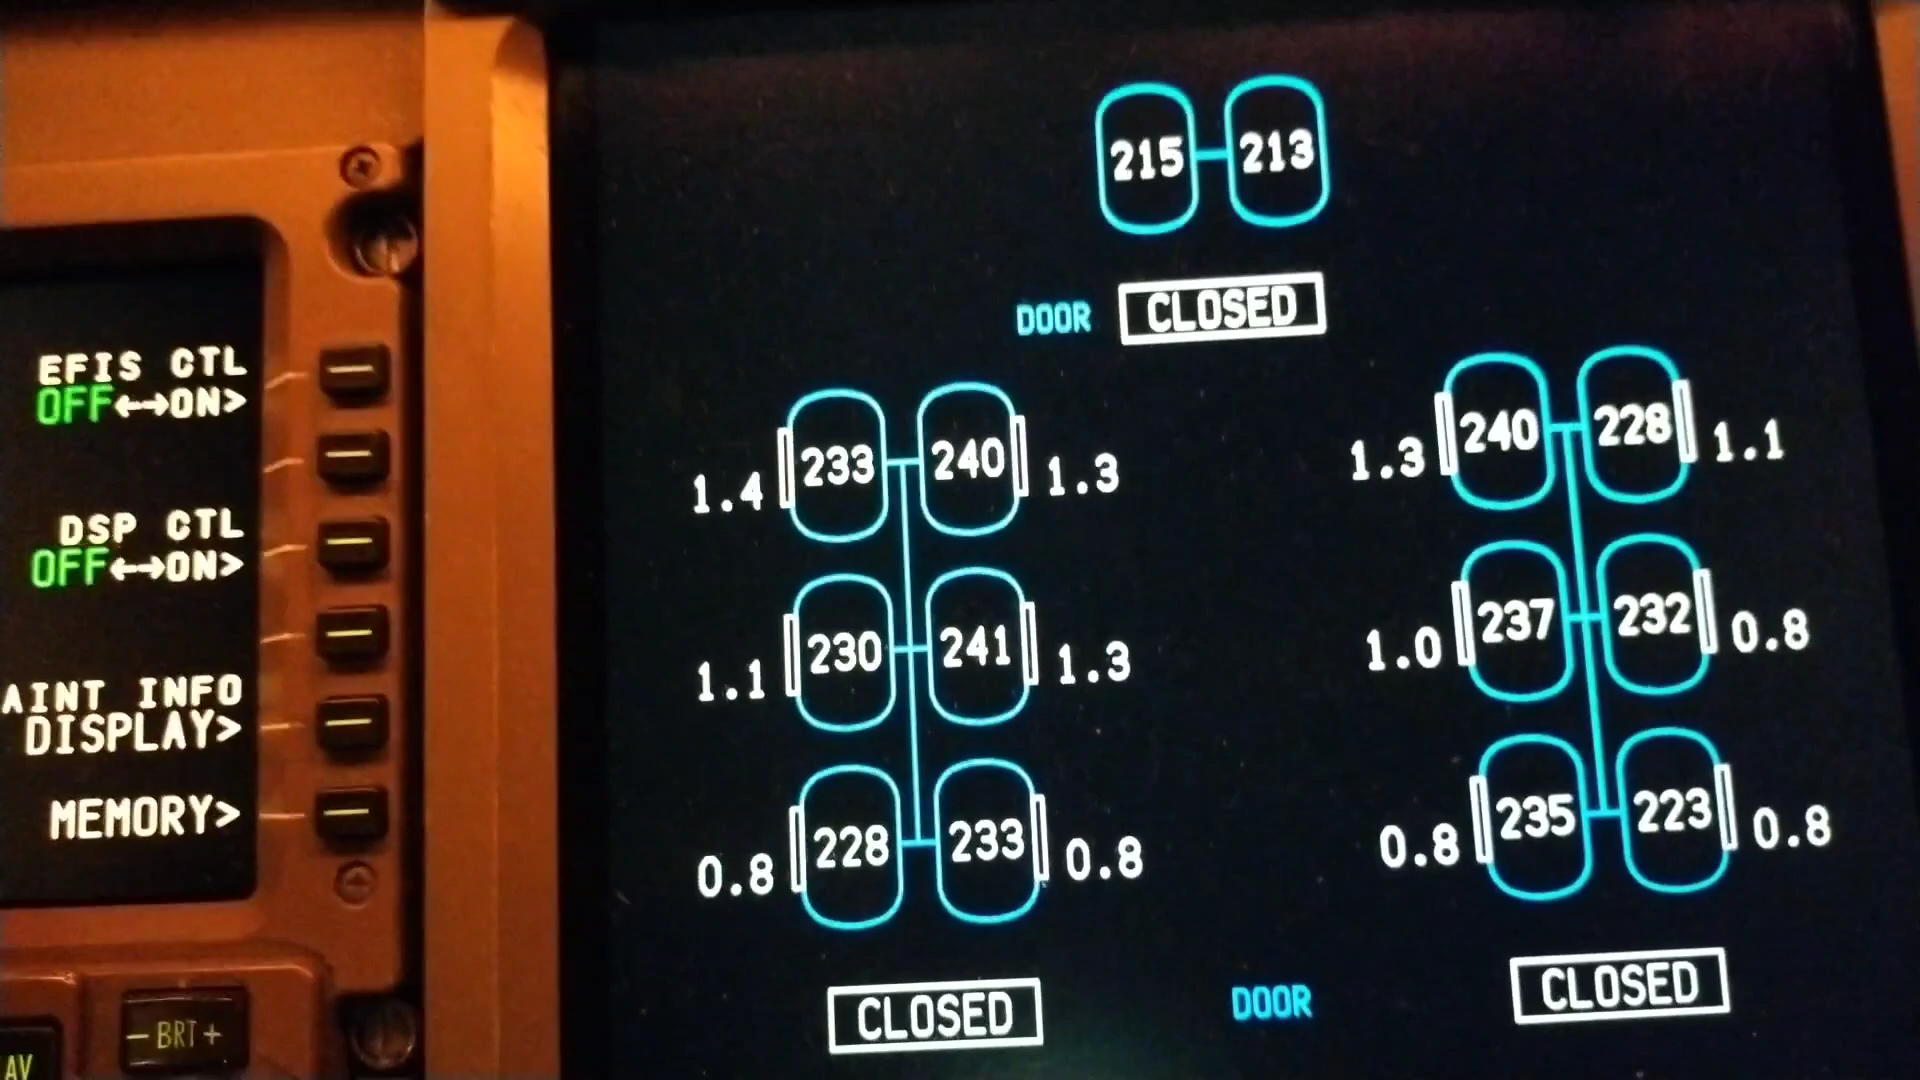 EFIS CTL
OFF←→ON>
DSP CTL
OFF←→ON>
AINT INFO
DISPLAY>
MEMORY>
- BRT +
AV
215 213
DOOR CLOSED
1.4 233 240 1.3 1.3 240 228 1.1
1.1 230 241 1.3 1.0 237 232 0.8
0.8 228 233 0.8 0.8 235 223 0.8
CLOSED DOOR CLOSED